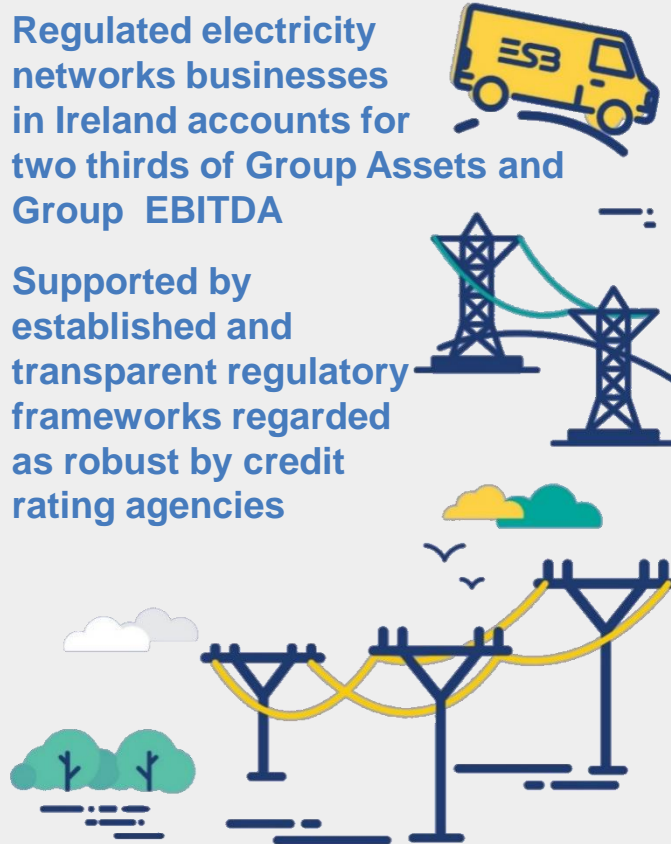 Regulated electricity
networks businesses
in Ireland accounts for
two thirds of Group Assets and
Group EBITDA
Supported by
established and
transparent regulatory
frameworks regarded
as robust by credit
rating agencies
ESB